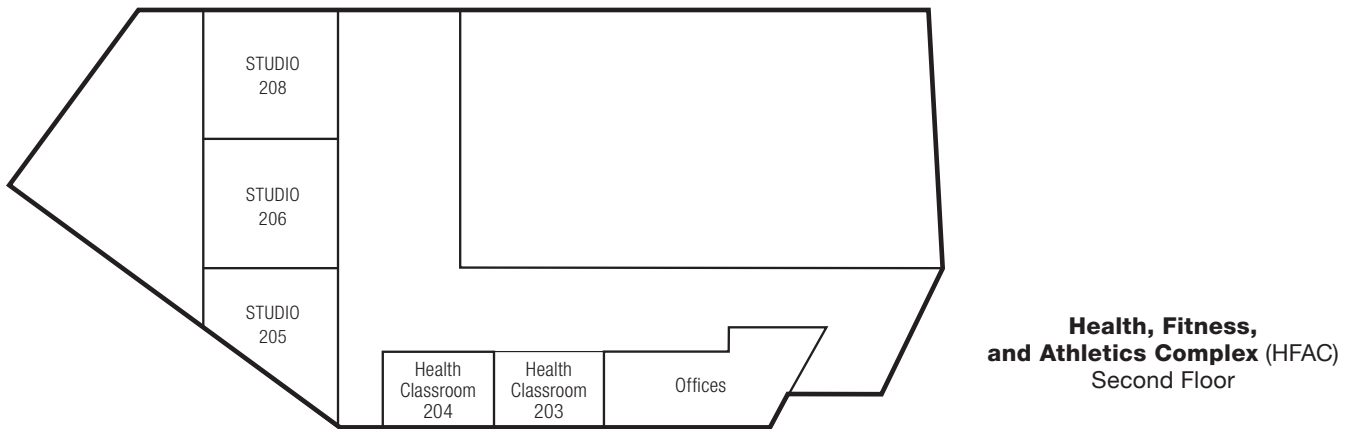 STUDIO
208
STUDIO
206
STUDIO
205
Health
Classroom
204
Health
Classroom
203
Offices
Health, Fitness,
and Athletics Complex (HFAC)
Second Floor